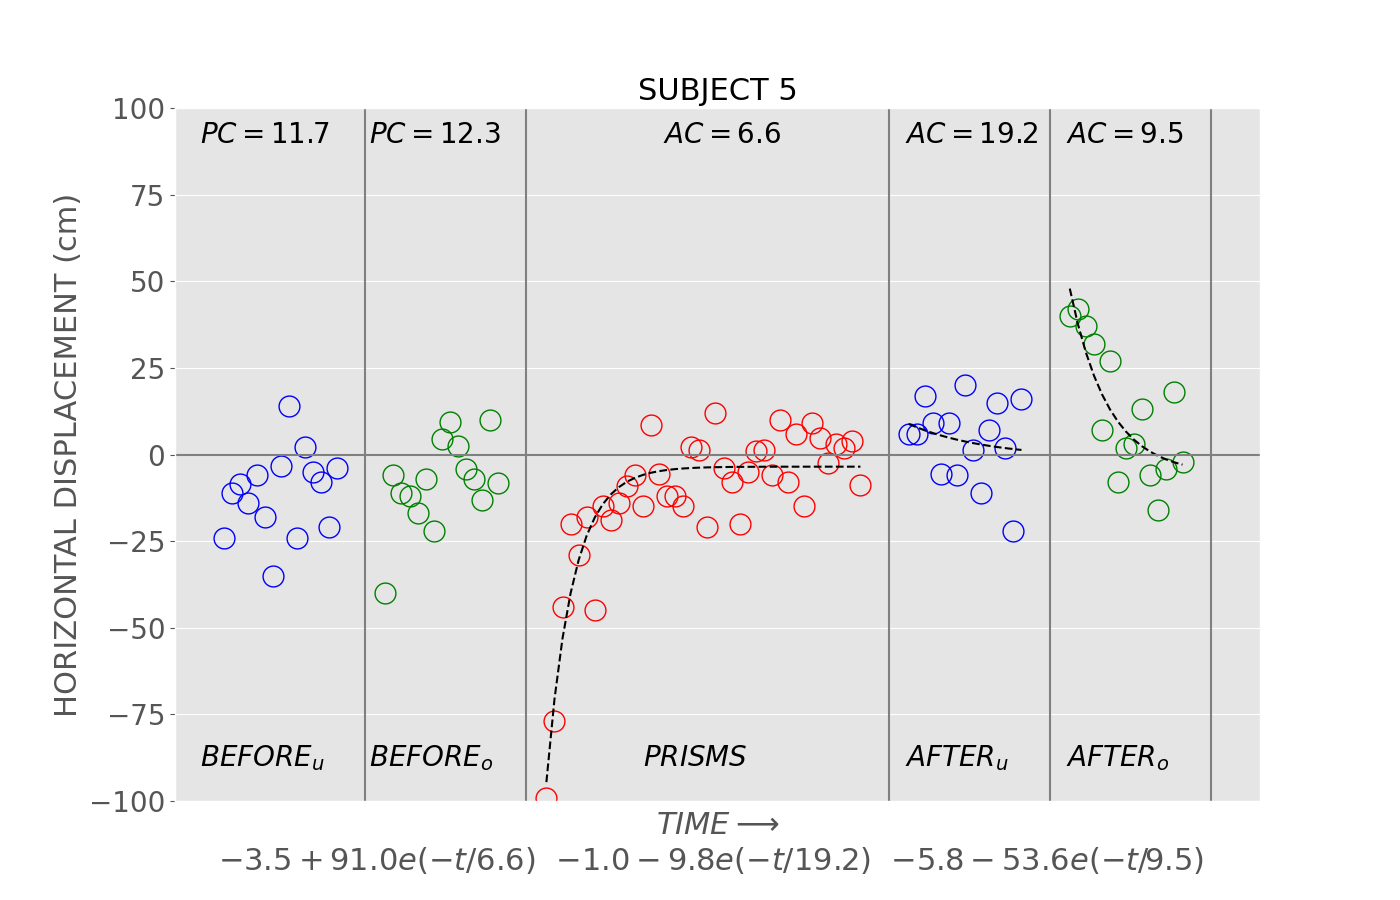 SUBJECT 5
100
PC = 11.7 PC = 12.3 AC = 6.6 AC = 19.2 AC = 9.5
75
50
25
0
−25
−50
−75
BEFOREu BEFOREo PRISMS AFTERu AFTERo
−100
HORIZONTAL DISPLACEMENT (cm)
TIME ⟶
−3.5 + 91.0e(−t/6.6) −1.0 − 9.8e(−t/19.2) −5.8 − 53.6e(−t/9.5)